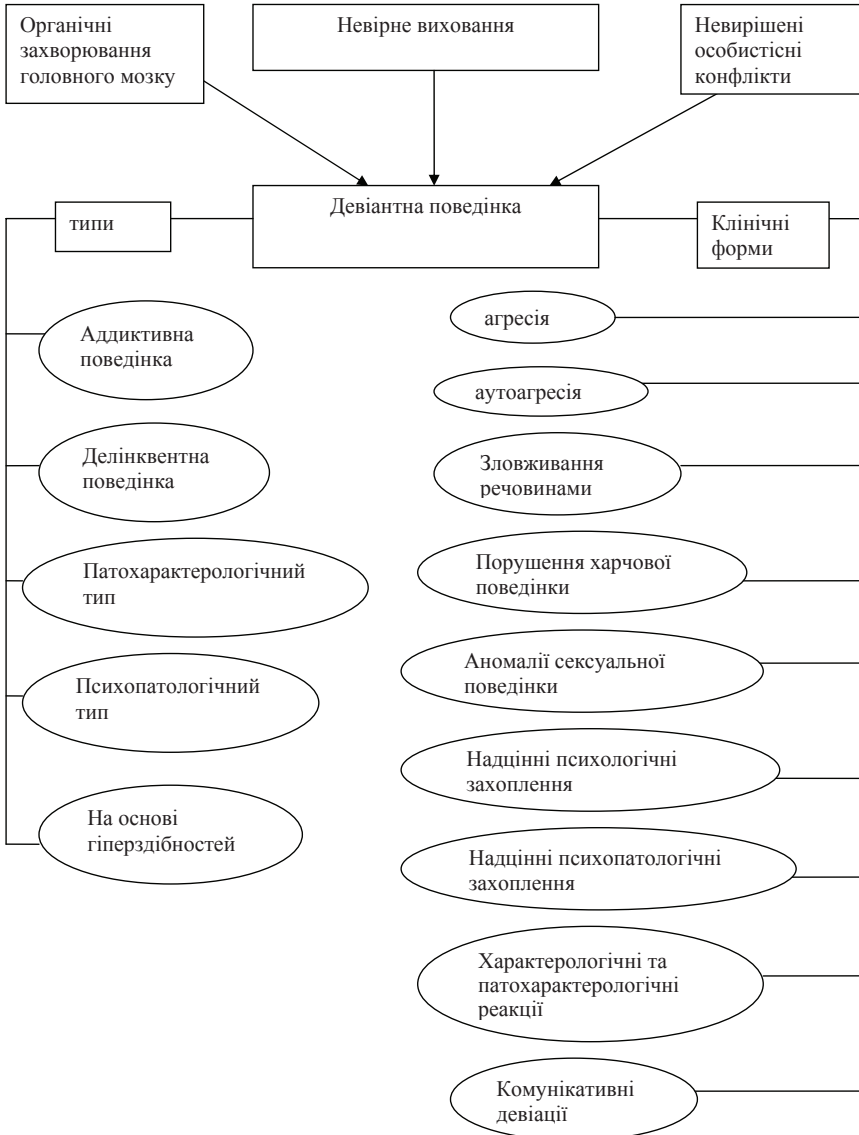 Органічні
захворювання
головного мозку
Невірне виховання
Невирішені
особистісні
конфлікти
типи
Девіантна поведінка
Клінічні
форми
Аддиктивна
поведінка
Делінквентна
поведінка
Патохарактерологічний
тип
Психопатологічний
тип
На основі
гіперздібностей
агресія
аутоагресія
Зловживання
речовинами
Порушення харчової
поведінки
Аномалії сексуальної
поведінки
Надцінні психологічні
захоплення
Надцінні психопатологічні
захоплення
Характерологічні та
патохарактерологічні
реакції
Комунікативні
девіації